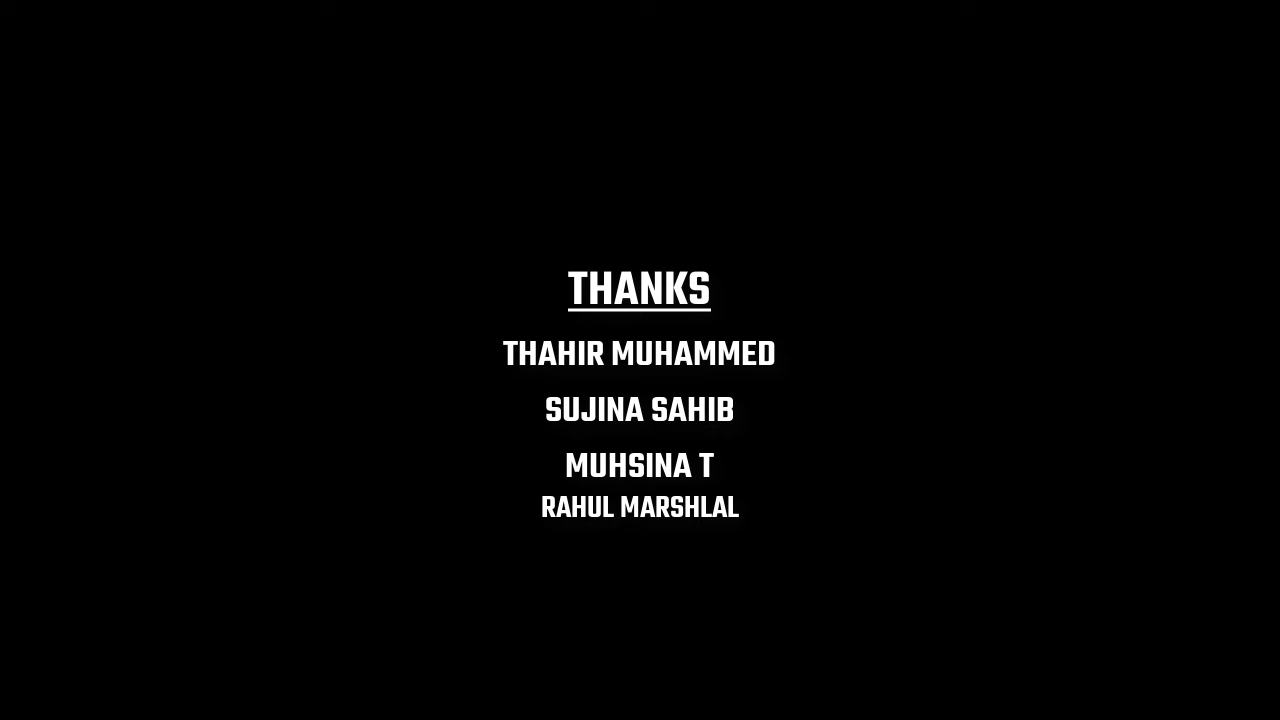 THANKS
THAHIR MUHAMMED
SUJINA SAHIB
MUHSINA T
RAHUL MARSHLAL